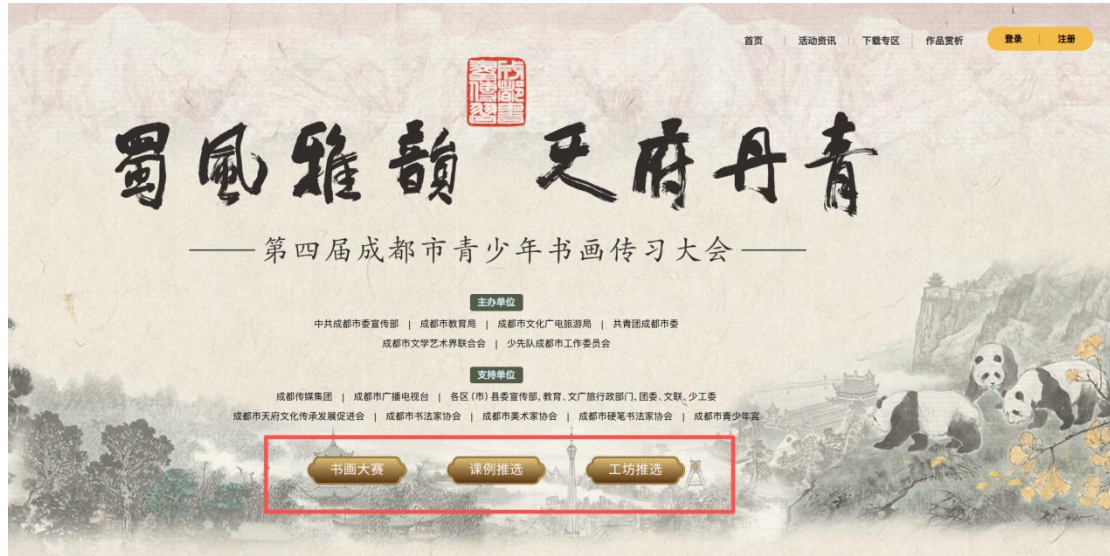 首页 | 活动资讯 | 下载专区 | 作品赏析 登录 | 注册
成都书画传习
蜀風雅韻 天府丹青
第四届成都市青少年书画传习大会
主办单位
中共成都市委宣传部 | 成都市教育局 | 成都市文化广电旅游局 | 共青团成都市委
成都市文学艺术界联合会 | 少先队成都市工作委员会
支持单位
成都传媒集团 | 成都市广播电视台 | 各区(市)县委宣传部,教育、文广旅行政部门,团委、文联、少工委
成都市天府文化传承发展促进会 | 成都市书法家协会 | 成都市美术家协会 | 成都市硬笔书法家协会 | 成都市青少年宫
书画大赛 课例推选 工坊推选